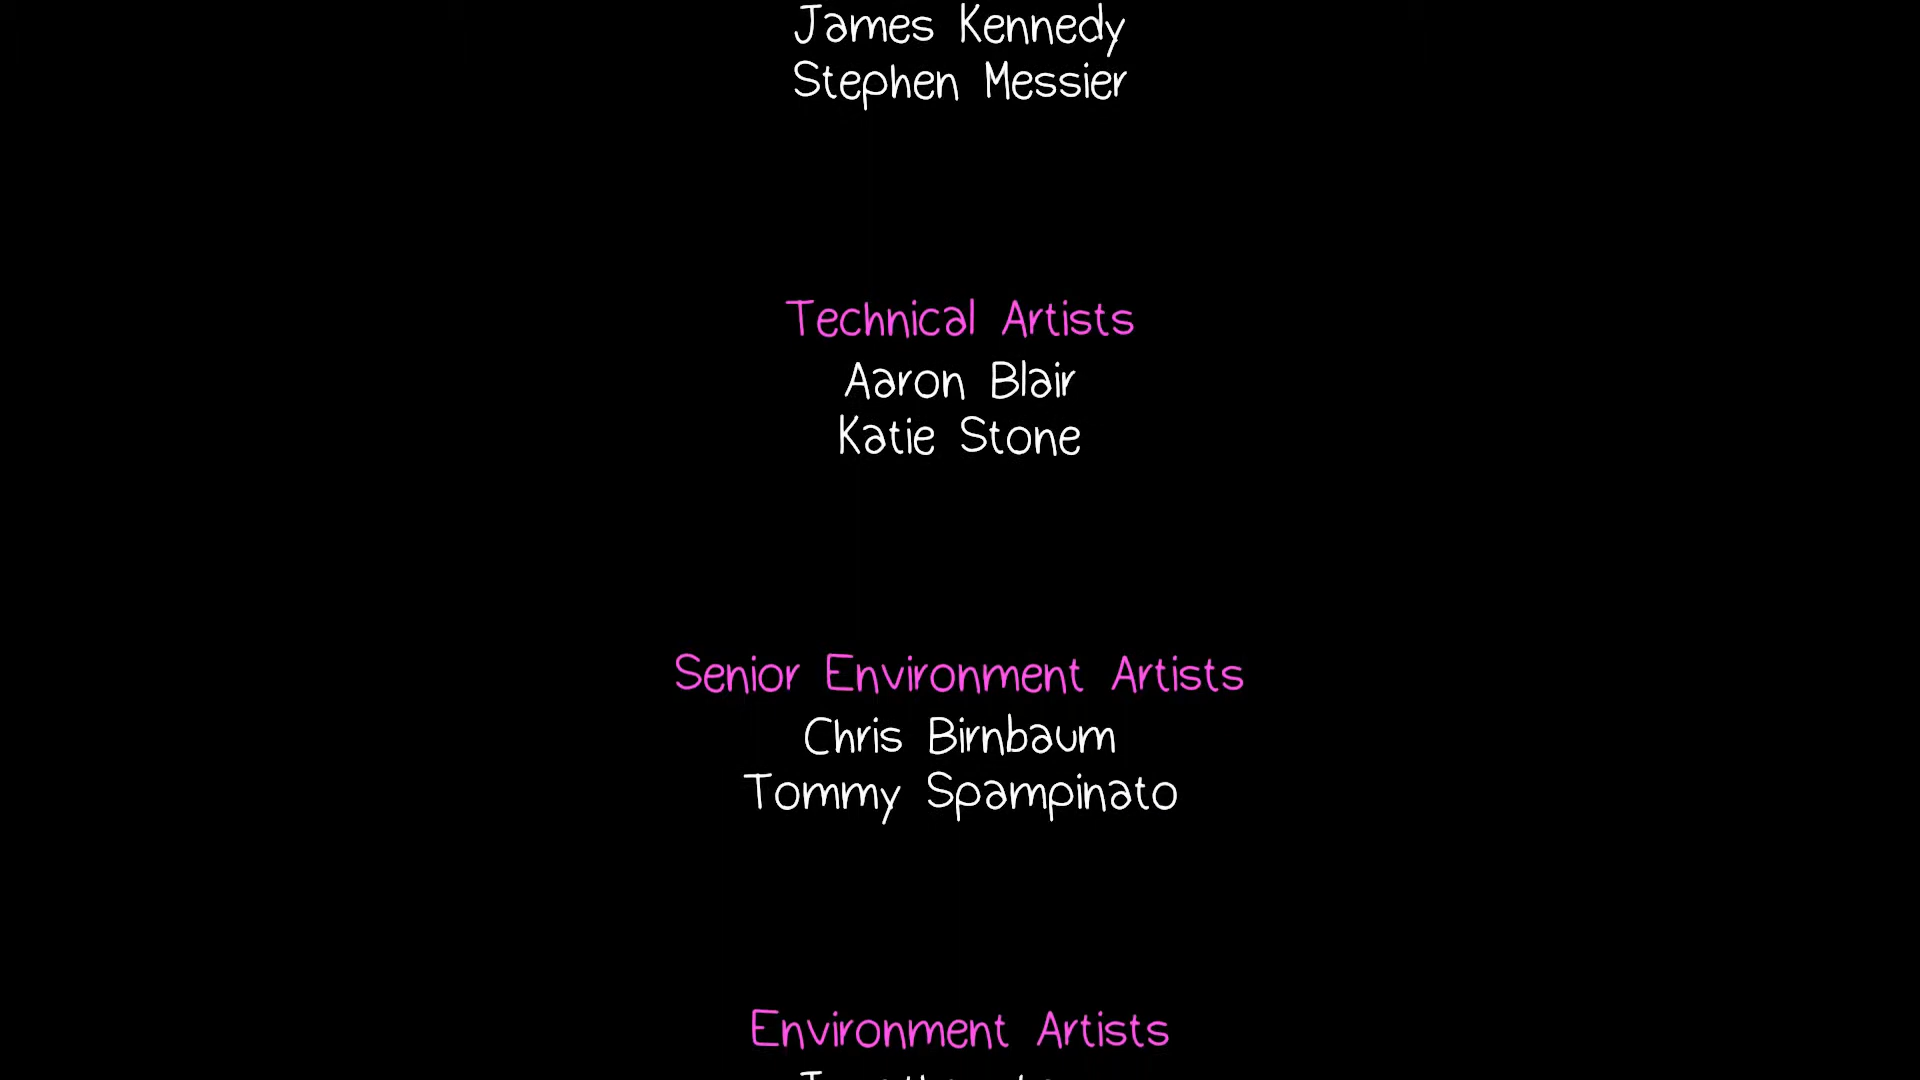 James Kennedy
Stephen Messier
Technical Artists
Aaron Blair
Katie Stone
Senior Environment Artists
Chris Birnbaum
Tommy Spampinato
Environment Artists